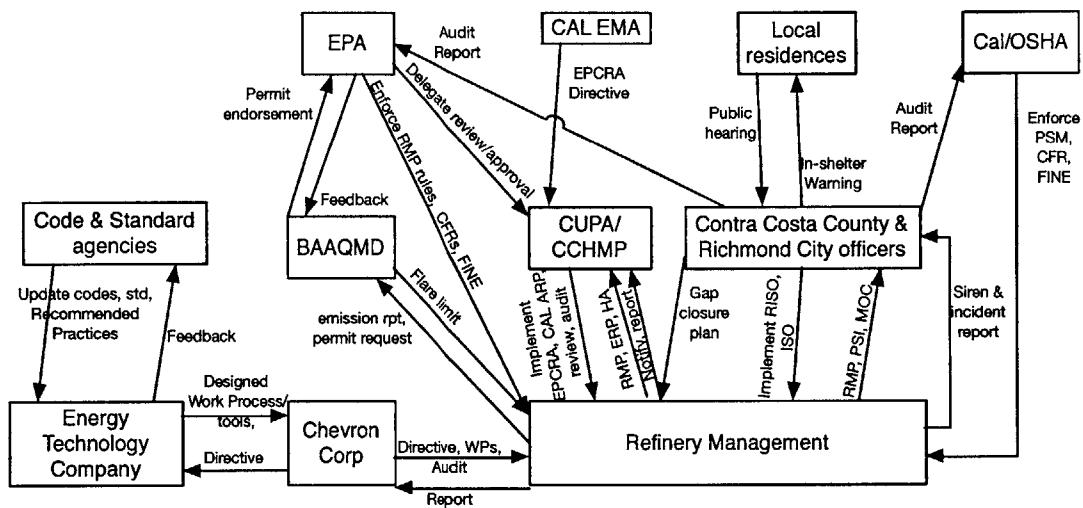 EPA
Audit
Report
CAL EMA
Local
residences
Cal/OSHA
EPCRA
Directive
Permit
endorsement
Delegate review/approval
Enforce RMP rules, CFRs, FINE
Public
hearing
Audit
Report
Enforce
PSM,
CFR,
FINE
In-shelter
Warning
Feedback
Code & Standard
agencies
BAAQMD
CUPA/
CCHMP
Contra Costa County &
Richmond City officers
Update codes, std,
Recommended
Practices
Feedback
Flare limit
emission rpt,
permit request
Implement
EPCRA, CAL ARP,
review, audit
RMP, ERP, HA
Notify, report,
Gap
closure
plan
Implement RISO,
ISO
RMP, PSI, MOC,
Siren &
incident
report
Designed
Work Process/
tools,
Energy
Technology
Company
Directive
Chevron
Corp
Directive, WPs,
Audit
Report
Refinery Management